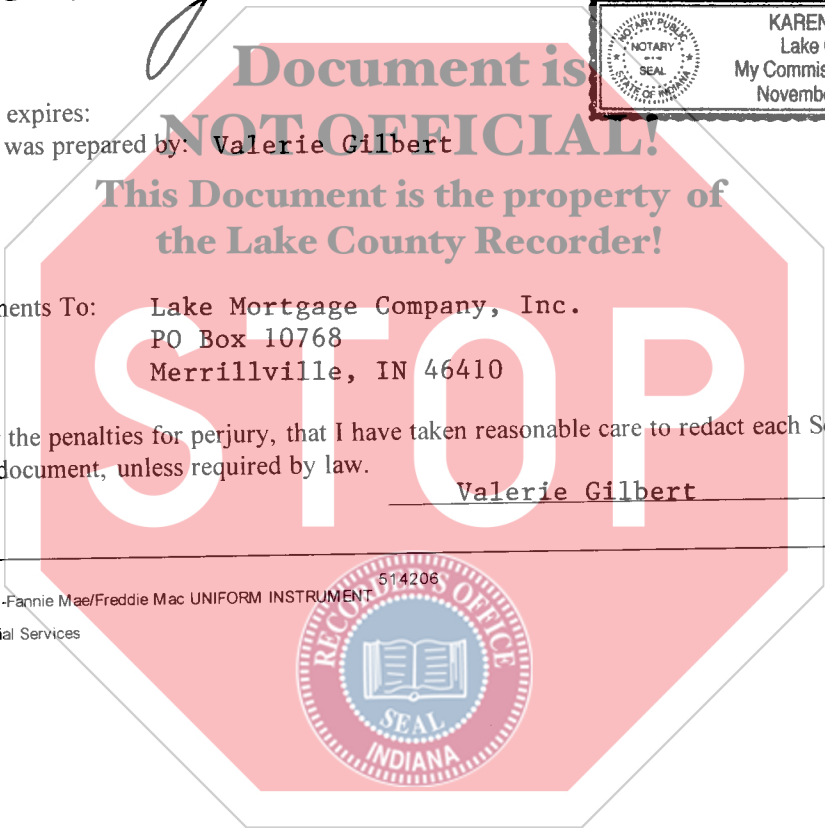 KAREN
Lake
My Commis
Novemb
NOTARY PUBLIC
NOTARY
SEAL
STATE OF INDIANA
Document is
NOT OFFICIAL!
This Document is the property of
the Lake County Recorder!
STOP
expires:
was prepared by: Valerie Gilbert
ments To: Lake Mortgage Company, Inc.
PO Box 10768
Merrillville, IN 46410
the penalties for perjury, that I have taken reasonable care to redact each S
document, unless required by law.
Valerie Gilbert
514206
-Fannie Mae/Freddie Mac UNIFORM INSTRUMENT
ial Services
RECORDER'S OFFICE
SEAL
INDIANA